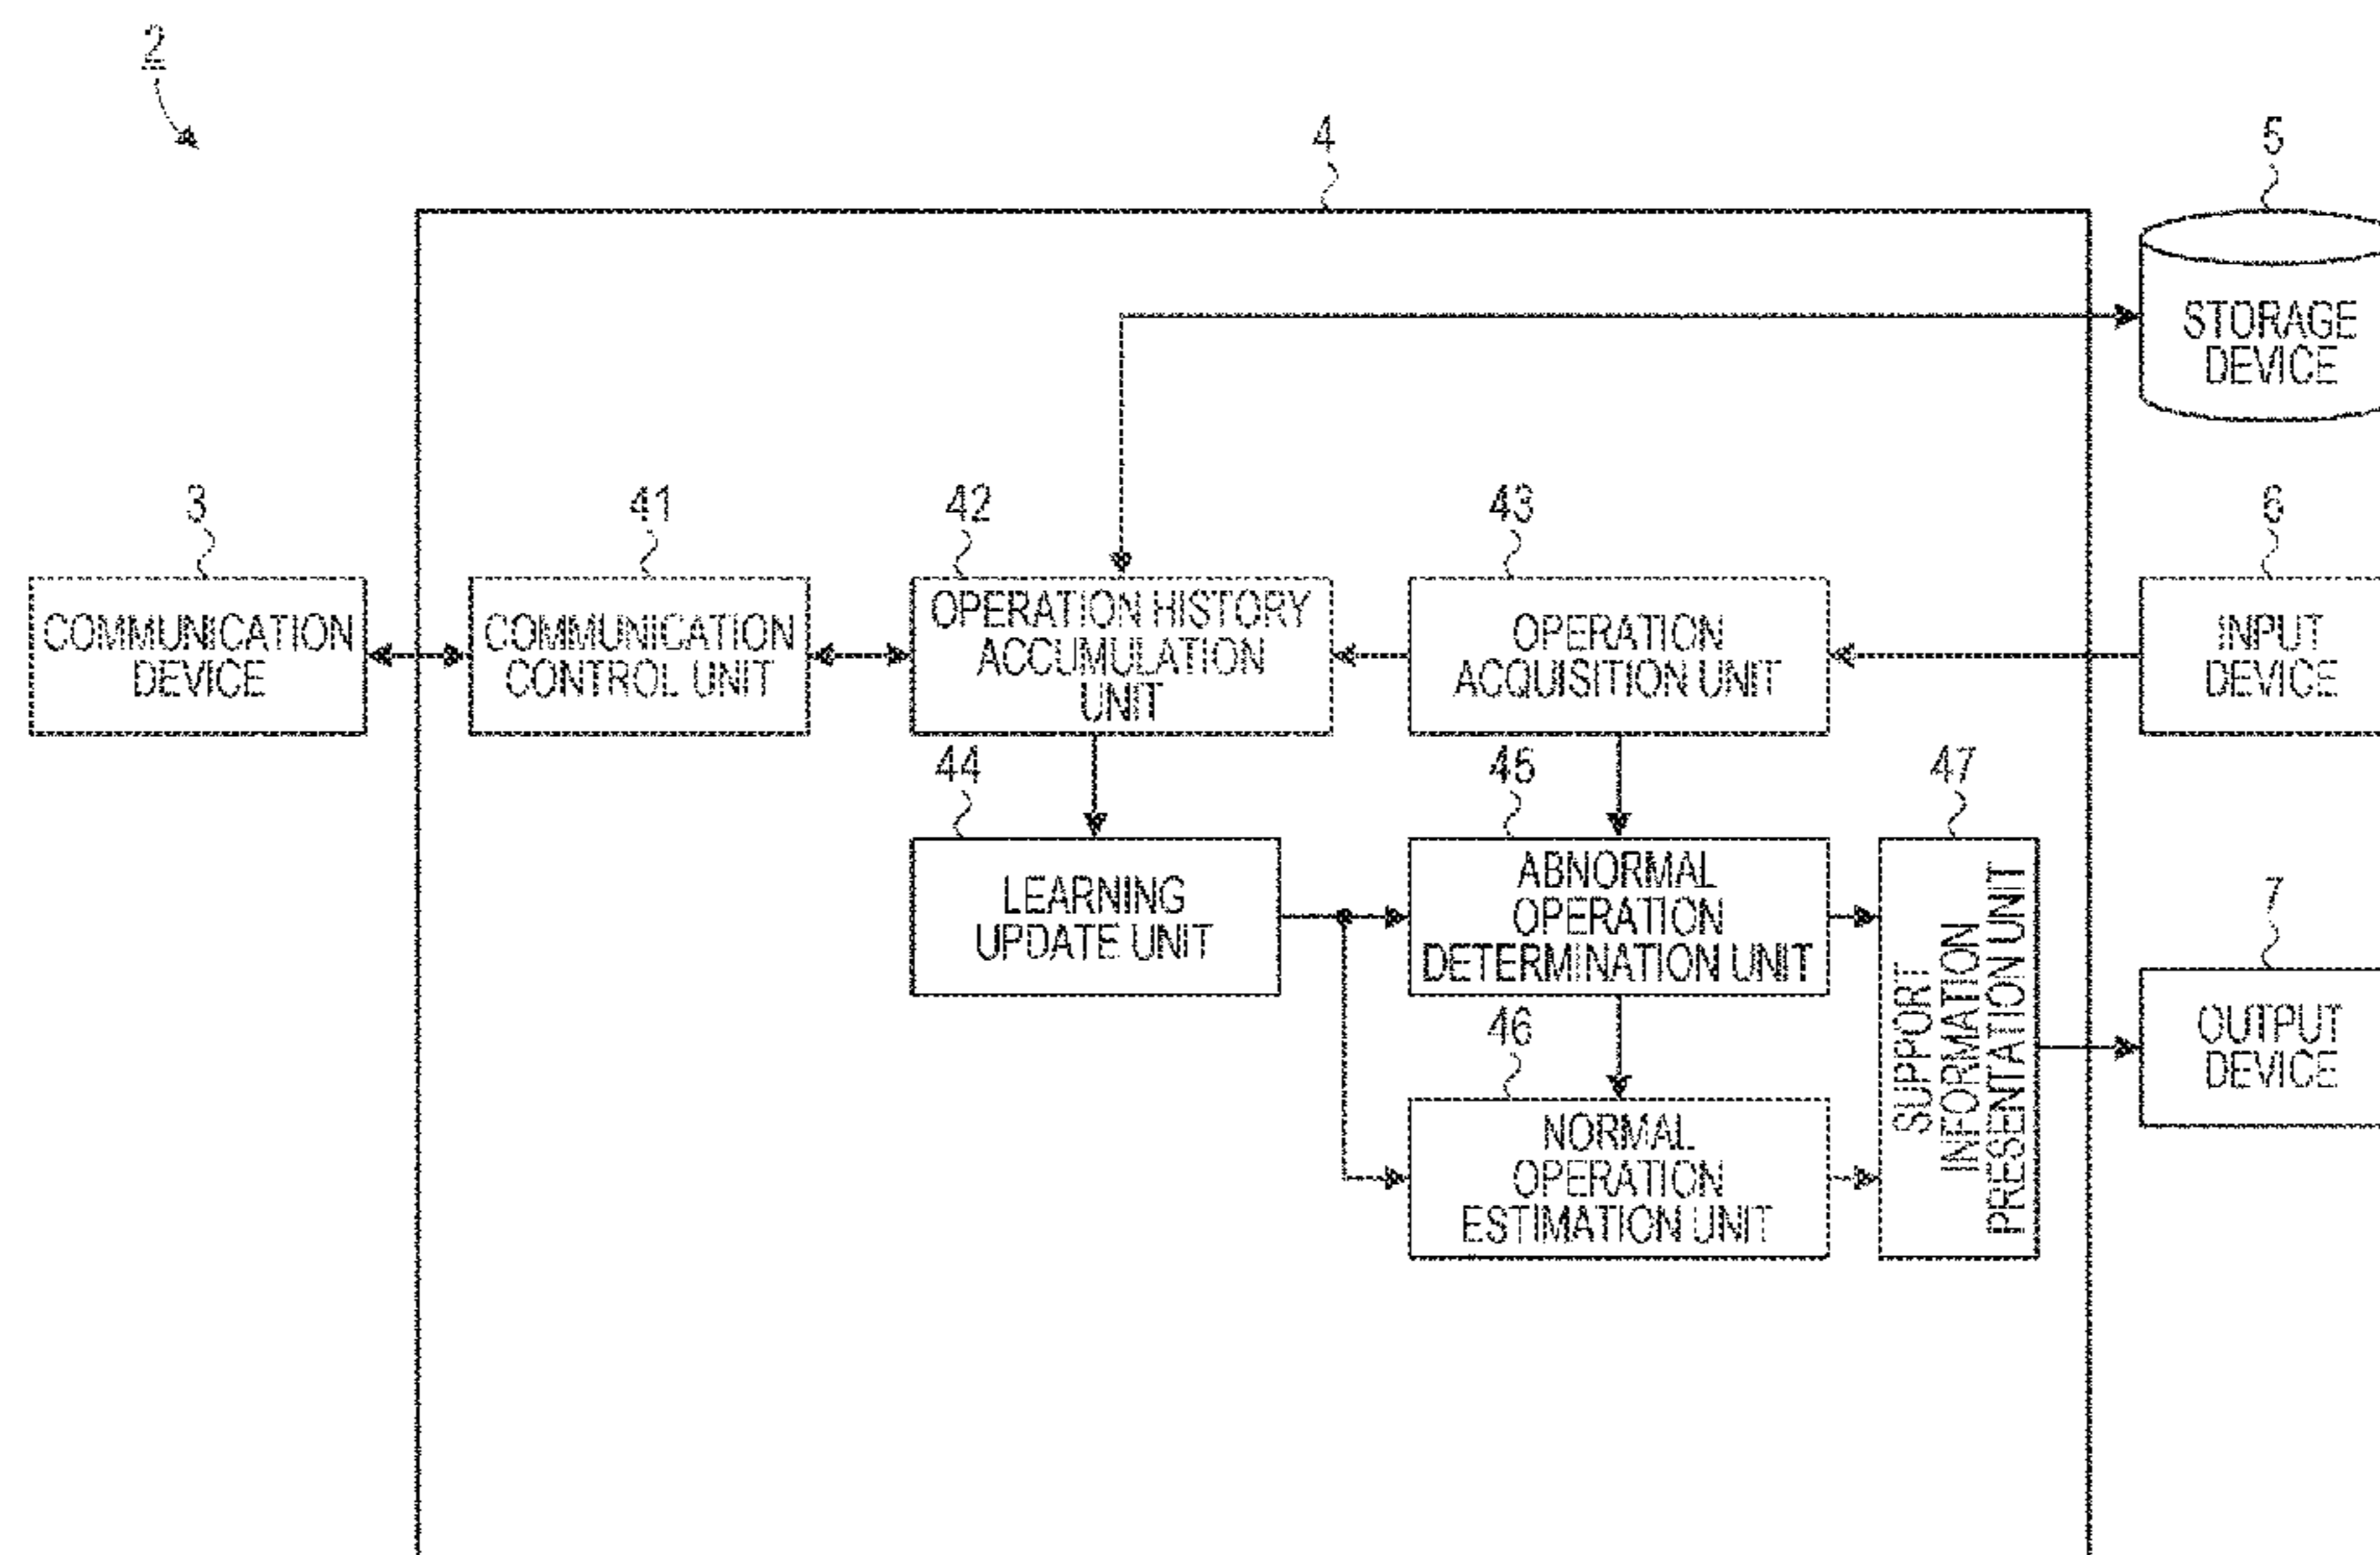 2
4
5
STORAGE
DEVICE
3
41
42
43
6
COMMUNICATION
DEVICE
COMMUNICATION
CONTROL UNIT
OPERATION HISTORY
ACCUMULATION
UNIT
OPERATION
ACQUISITION UNIT
INPUT
DEVICE
44
45
47
LEARNING
UPDATE UNIT
ABNORMAL
OPERATION
DETERMINATION UNIT
SUPPORT
INFORMATION
PRESENTATION UNIT
7
OUTPUT
DEVICE
46
NORMAL
OPERATION
ESTIMATION UNIT